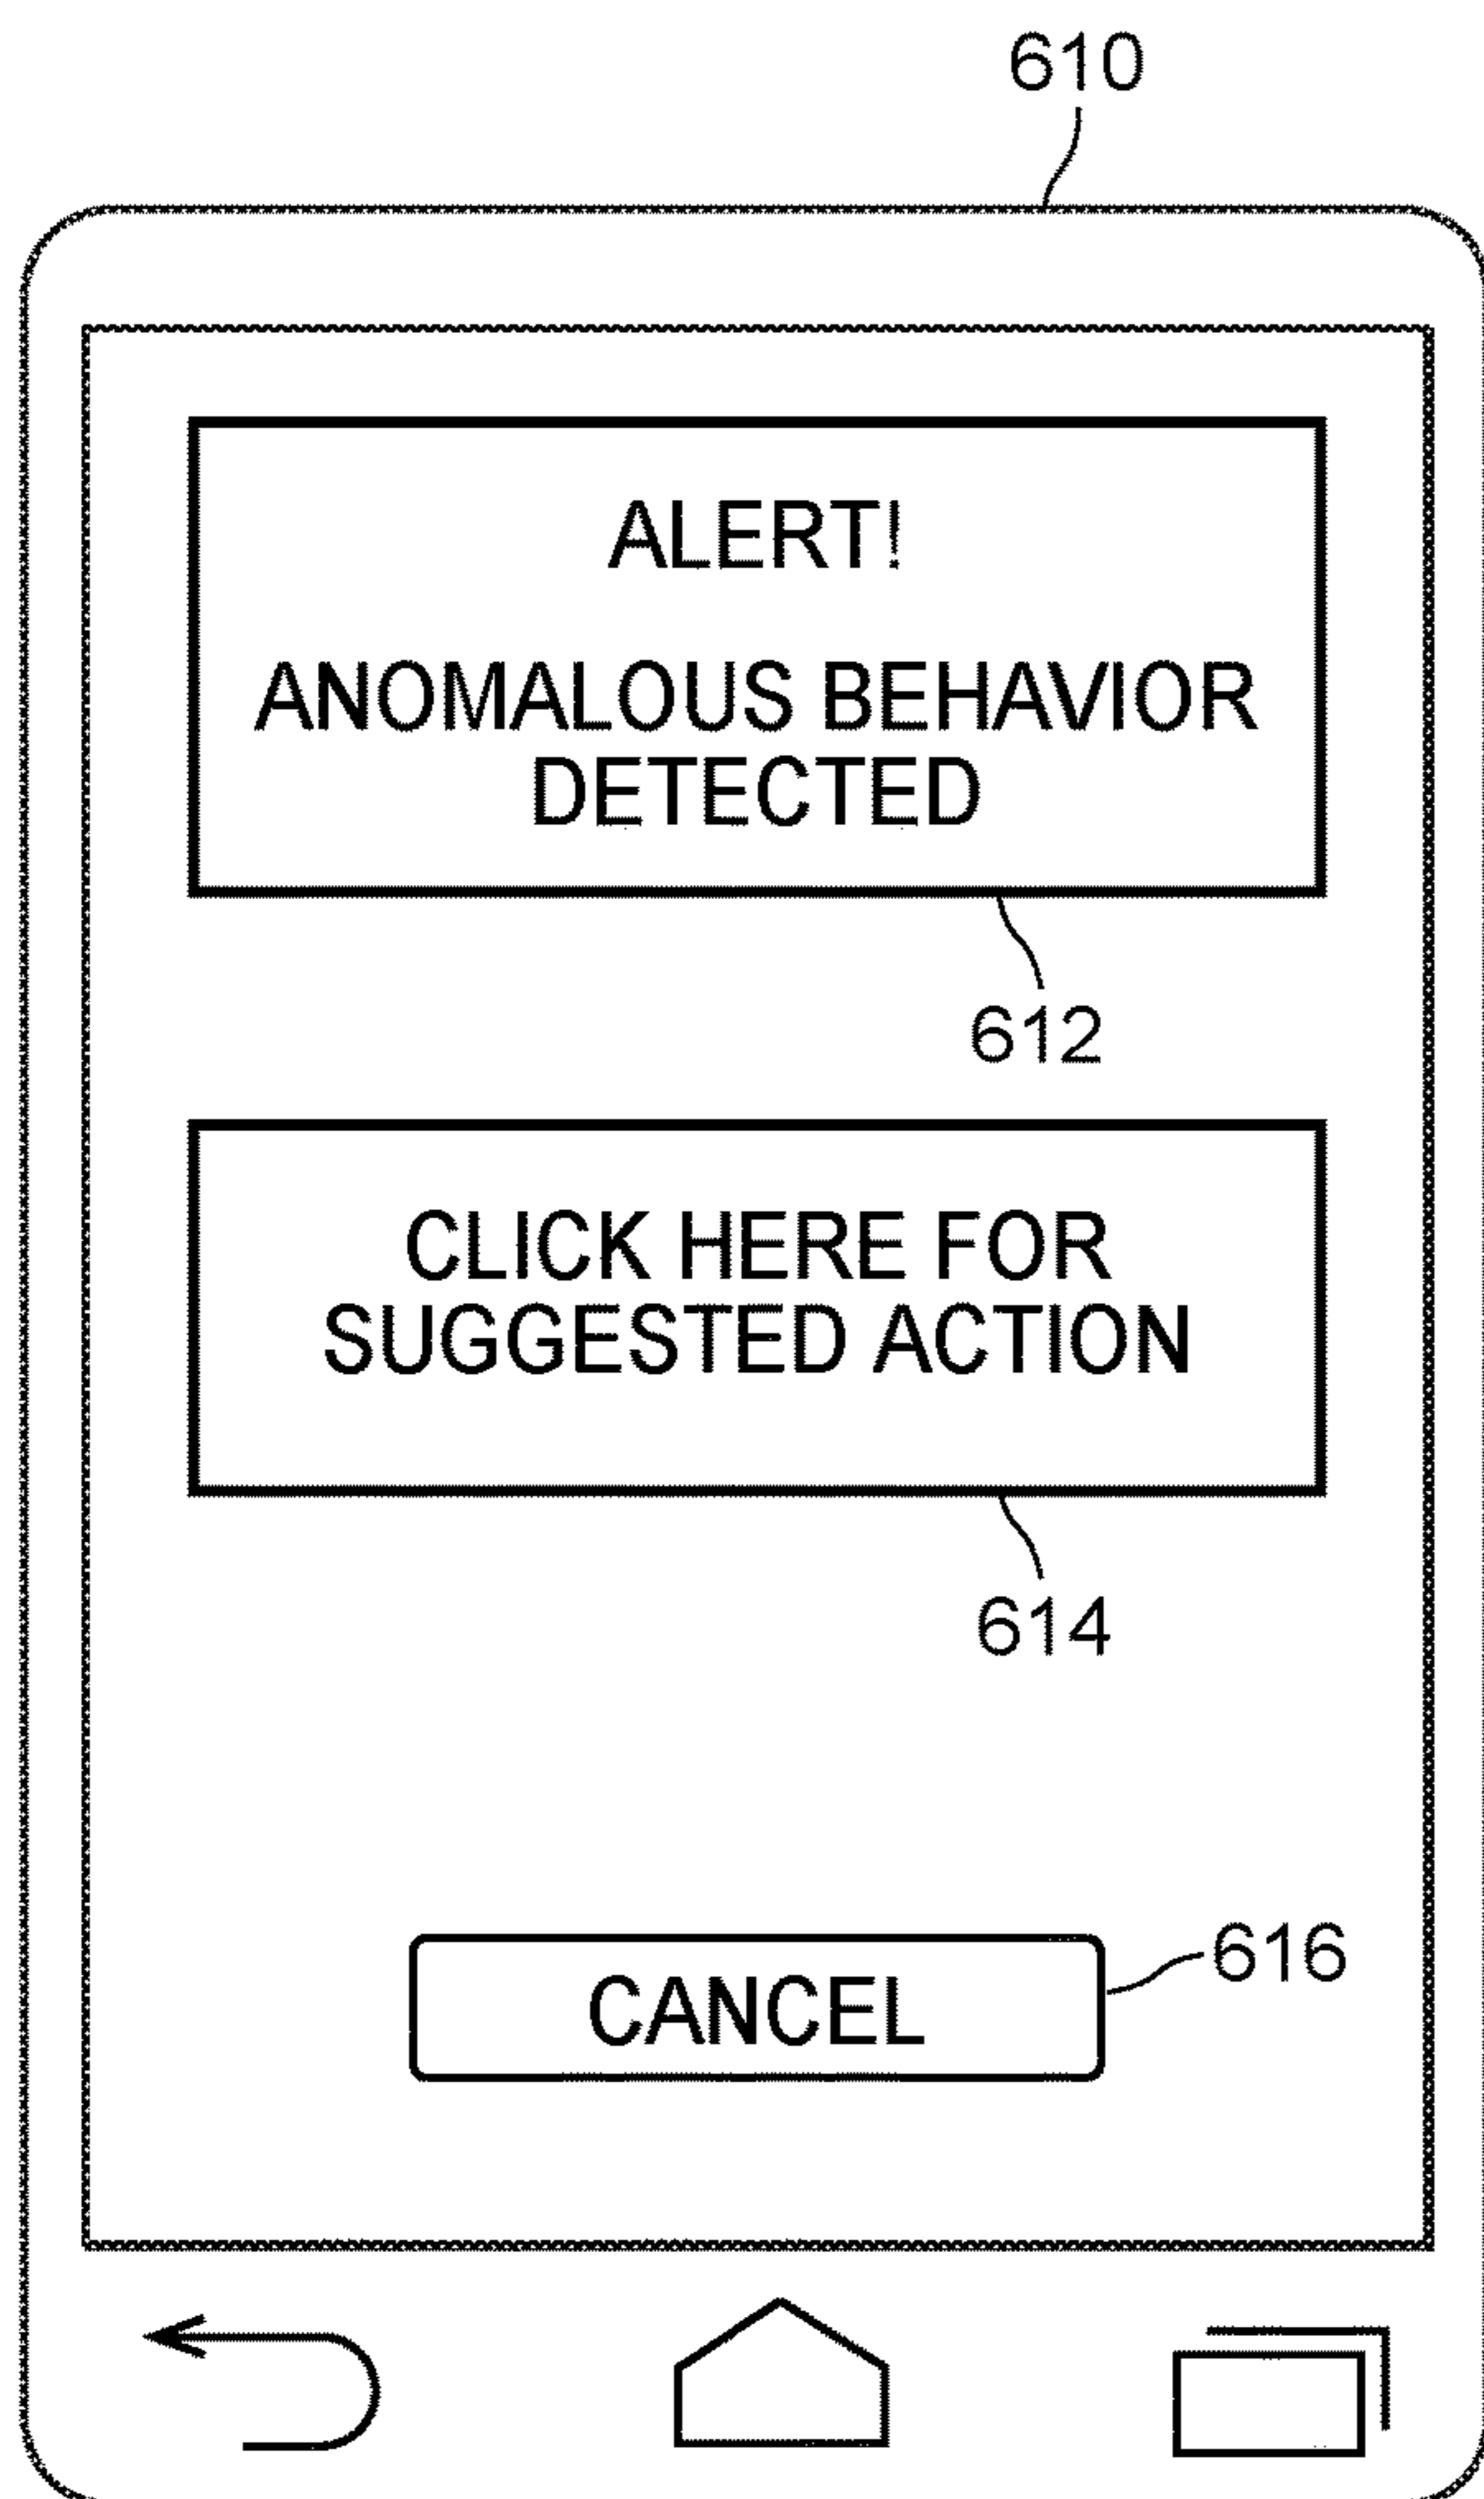 610
ALERT!
ANOMALOUS BEHAVIOR
DETECTED
612
CLICK HERE FOR
SUGGESTED ACTION
614
CANCEL
616